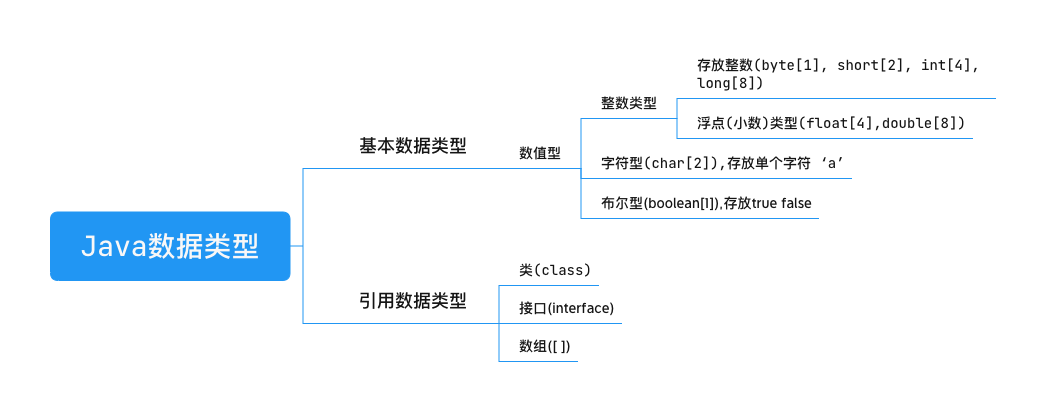 Java数据类型
基本数据类型
数值型
整数类型
存放整数(byte[1], short[2], int[4],
long[8])
浮点(小数)类型(float[4],double[8])
字符型(char[2]),存放单个字符 ‘a’
布尔型(boolean[1]),存放true false
引用数据类型
类(class)
接口(interface)
数组([ ])